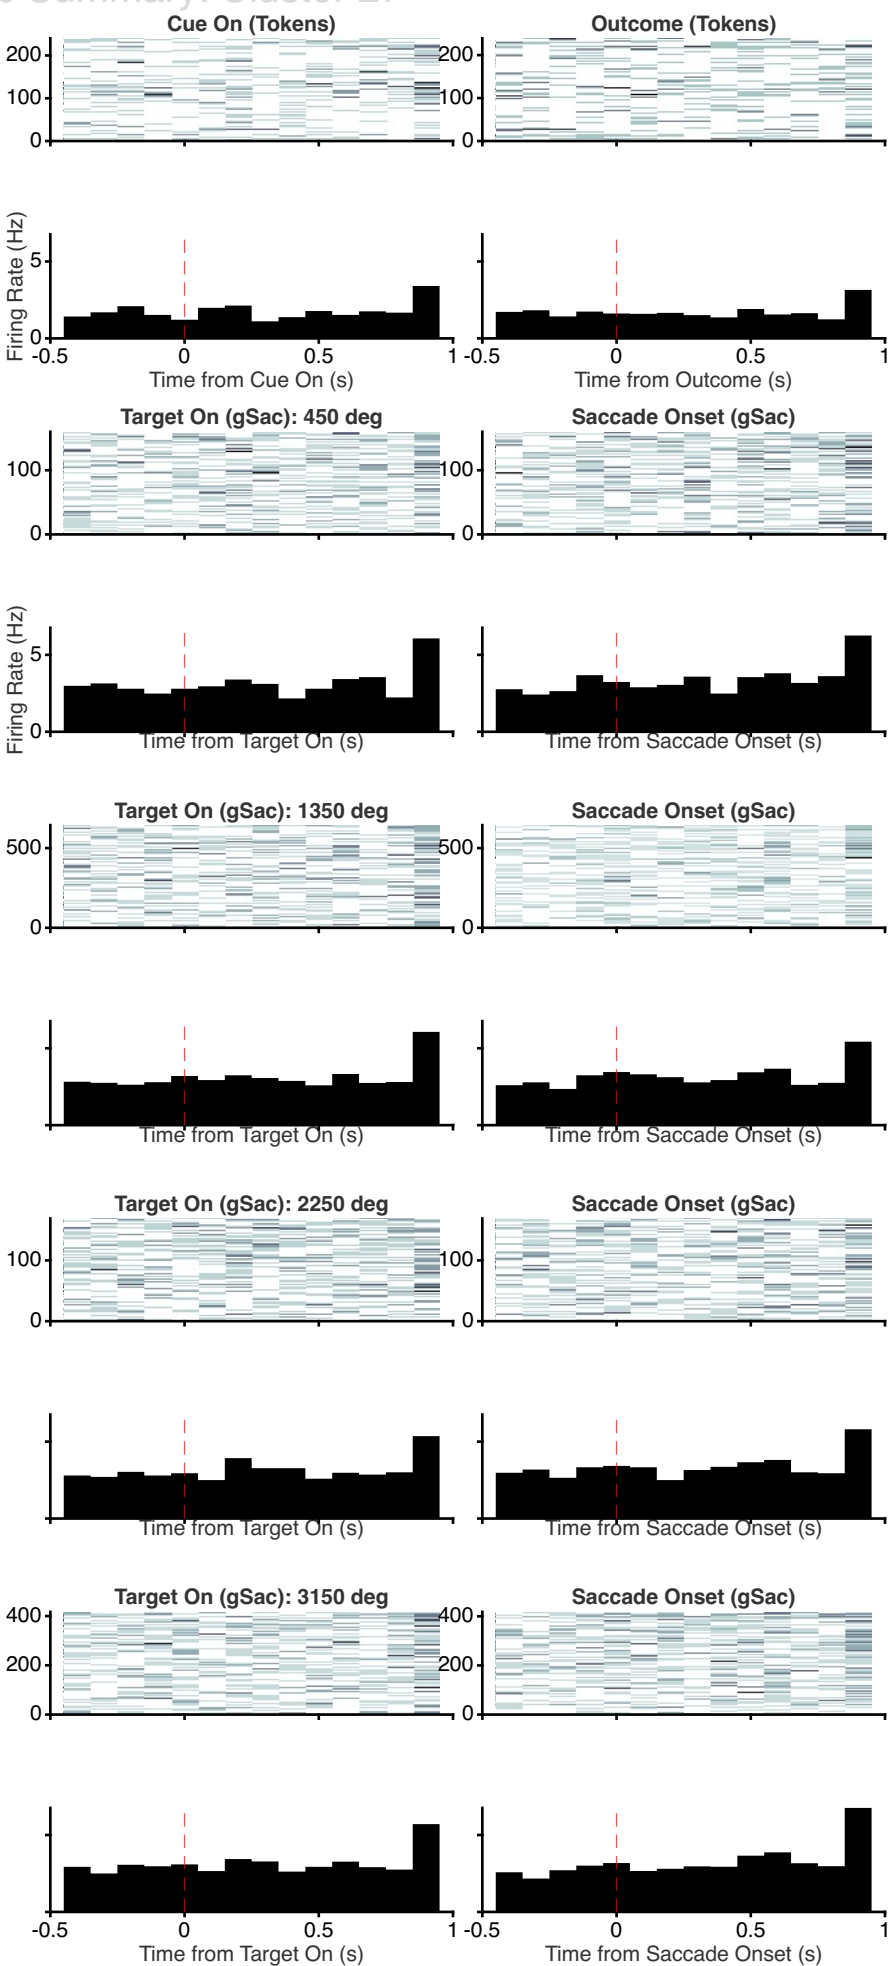 Summary: Cluster
Cue On (Tokens) Outcome (Tokens)
200 200
100 100
0 0
Firing Rate (Hz)
5
0
-0.5 0 0.5 1 -0.5 0 0.5 1
Time from Cue On (s) Time from Outcome (s)
Target On (gSac): 450 deg Saccade Onset (gSac)
100 100
0 0
Firing Rate (Hz)
5
0
Time from Target On (s) Time from Saccade Onset (s)
Target On (gSac): 1350 deg Saccade Onset (gSac)
500 500
0 0
Time from Target On (s) Time from Saccade Onset (s)
Target On (gSac): 2250 deg Saccade Onset (gSac)
100 100
0 0
Time from Target On (s) Time from Saccade Onset (s)
Target On (gSac): 3150 deg Saccade Onset (gSac)
400 400
200 200
0 0
-0.5 0 0.5 1 -0.5 0 0.5 1
Time from Target On (s) Time from Saccade Onset (s)